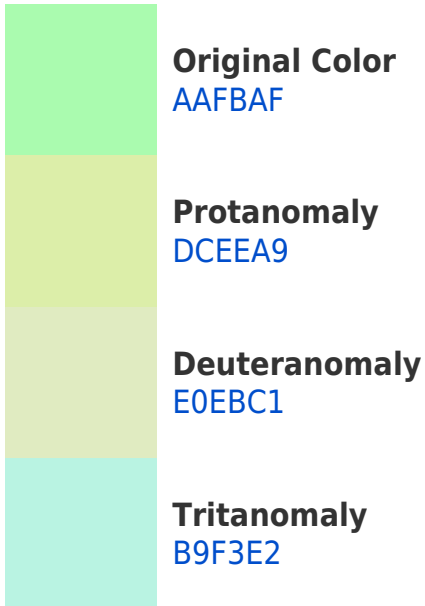 Original Color
AAFBAF
Protanomaly
DCEEA9
Deuteranomaly
E0EBC1
Tritanomaly
B9F3E2